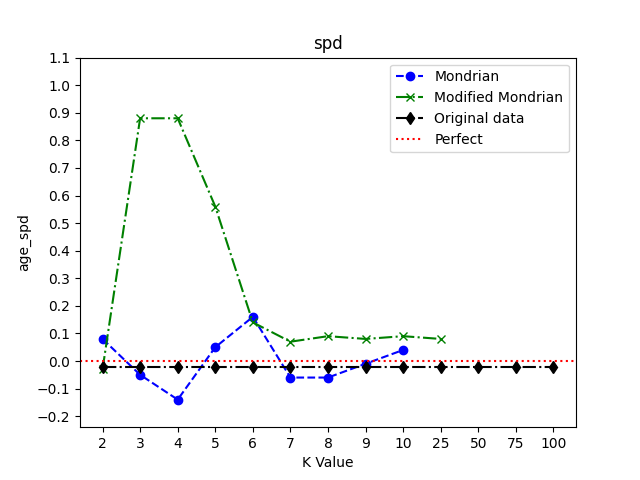 spd
1.1
1.0
0.9
0.8
0.7
0.6
0.5
0.4
0.3
0.2
0.1
0.0
−0.1
−0.2
age_spd
Mondrian
Modified Mondrian
Original data
Perfect
2 3 4 5 6 7 8 9 10 25 50 75 100
K Value